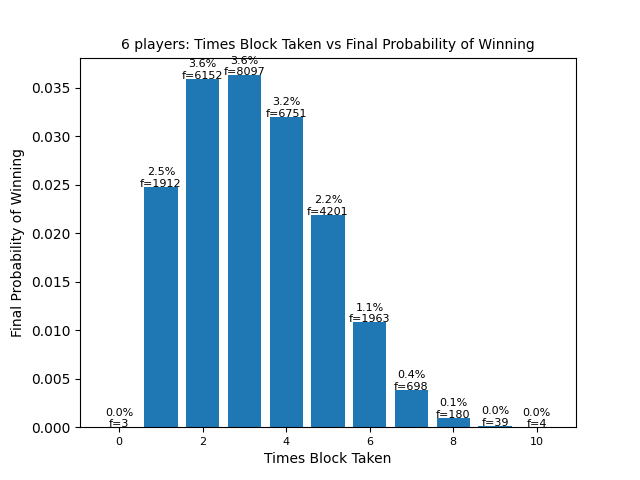 6 players: Times Block Taken vs Final Probability of Winning
Final Probability of Winning
0.035
0.030
0.025
0.020
0.015
0.010
0.005
0.000
0.0%
f=3
2.5%
f=1912
3.6%
f=6152
3.6%
f=8097
3.2%
f=6751
2.2%
f=4201
1.1%
f=1963
0.4%
f=698
0.1%
f=180
0.0%
f=39
0.0%
f=4
0 2 4 6 8 10
Times Block Taken